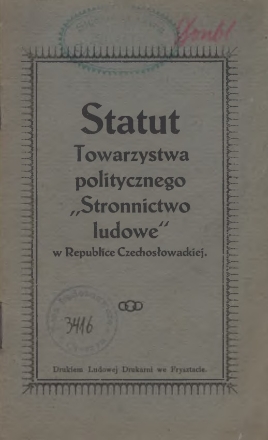 Statut
Towarzystwa
politycznego
„Stronnictwo
ludowe“
w Republice Czechosłowackiej.
3416
Drukiem Ludowej Drukarni we Frysztacie.